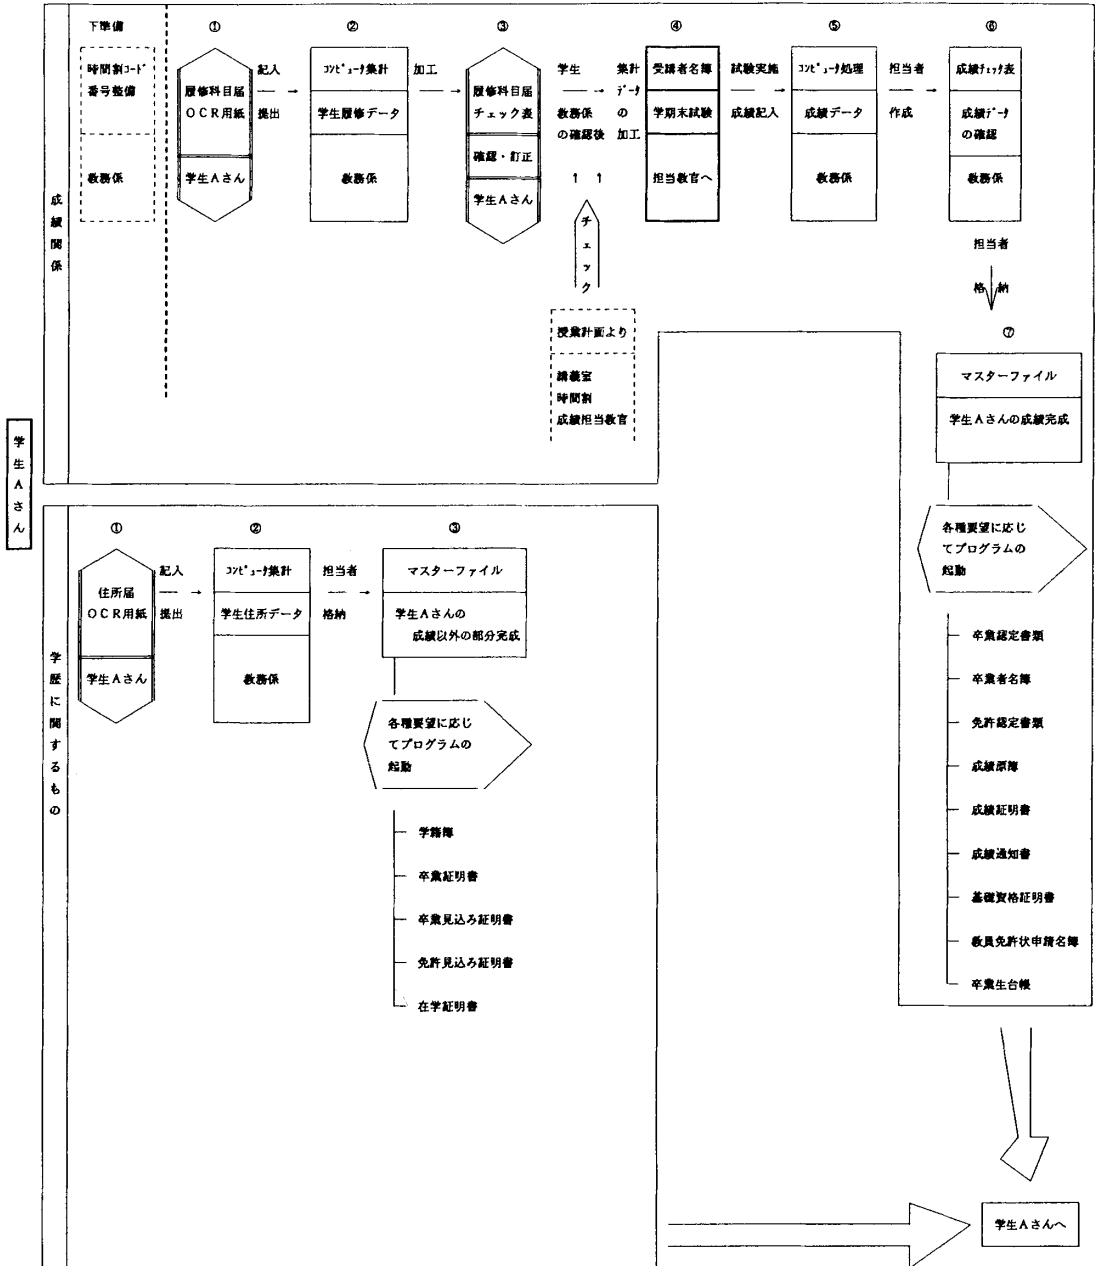 学生Aさん
成績関係
下準備
時間割コード
番号整備
教務係
①
履修科目届
OCR用紙
学生Aさん
記入
提出
②
コンピュータ集計
学生履修データ
教務係
加工
③
履修科目届
チェック表
確認・訂正
学生Aさん
学生
教務係
の確認後
集計
データ
の
加工
チェック
授業計画より
講義室
時間割
成績担当教官
④
受講者名簿
学期末試験
担当教官へ
試験実施
成績記入
⑤
コンピュータ処理
成績データ
教務係
担当者
作成
⑥
成績チェック表
成績データ
の確認
教務係
担当者
格納
⑦
マスターファイル
学生Aさんの成績完成
各種要望に応じ
てプログラムの
起動
卒業認定書類
卒業者名簿
免許認定書類
成績原簿
成績証明書
成績通知書
基礎資格証明書
教員免許状申請名簿
卒業生台帳
学歴に関するもの
①
住所届
OCR用紙
学生Aさん
記入
提出
②
コンピュータ集計
学生住所データ
教務係
担当者
格納
③
マスターファイル
学生Aさんの
成績以外の部分完成
各種要望に応じ
てプログラムの
起動
学籍簿
卒業証明書
卒業見込み証明書
免許見込み証明書
在学証明書
学生Aさんへ